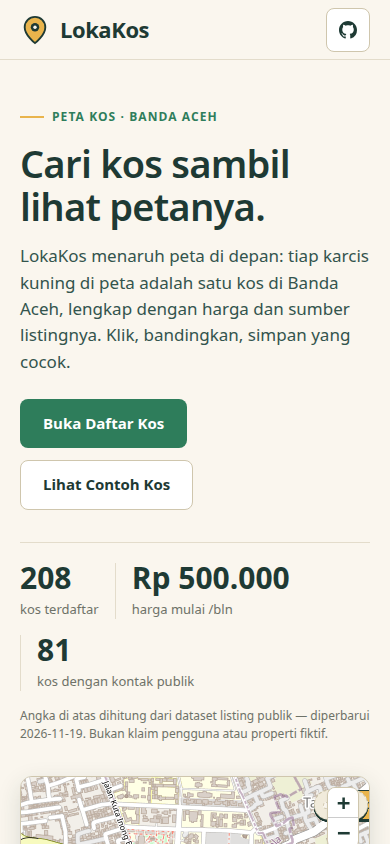 LokaKos
PETA KOS · BANDA ACEH
Cari kos sambil
lihat petanya.
LokaKos menaruh peta di depan: tiap karcis
kuning di peta adalah satu kos di Banda
Aceh, lengkap dengan harga dan sumber
listingnya. Klik, bandingkan, simpan yang
cocok.
Buka Daftar Kos
Lihat Contoh Kos
208
kos terdaftar
Rp 500.000
harga mulai /bln
81
kos dengan kontak publik
Angka di atas dihitung dari dataset listing publik — diperbarui
2026-11-19. Bukan klaim pengguna atau properti fiktif.
+
−